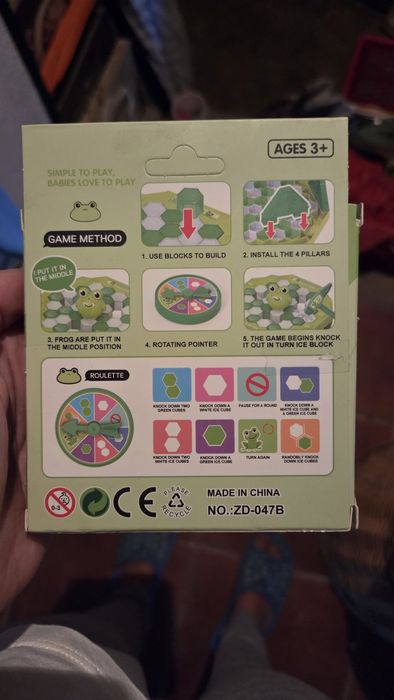 AGES 3+
SIMPLE TO PLAY,
BABIES LOVE TO PLAY
GAME METHOD
1. USE BLOCKS TO BUILD
2. INSTALL THE 4 PILLARS
I PUT IT IN
THE MIDDLE
3. FROG ARE PUT IT IN
THE MIDDLE POSITION
4. ROTATING POINTER
5. THE GAME BEGINS KNOCK
IT OUT IN TURN ICE BLOCK
ROULETTE
KNOCK DOWN TWO
GREEN CUBES
KNOCK DOWN A
WHITE ICE CUBE
PAUSE FOR A ROUND
KNOCK DOWN A
WHITE ICE CUBE AND
A GREEN ICE CUBE
KNOCK DOWN TWO
WHITE ICE CUBES
KNOCK DOWN A
GREEN ICE CUBE
TURN AGAIN
RANDOMLY KNOCK
DOWN ICE CUBES
0-3
CE
PLEASE
RECYCLE
MADE IN CHINA
NO.:ZD-047B